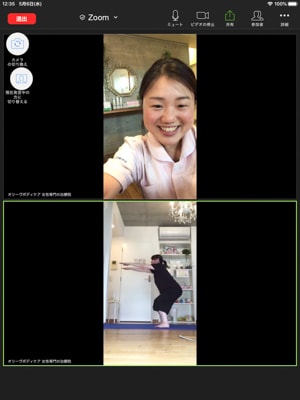 12:35 5月6日(水)
100%
退出
Zoom
ミュート
ビデオの停止
共有
参加者
詳細
カメラ
の切り替え
現在発言中の
方に
切り替える
オリーヴボディケア 女性専門の治療院
オリーヴボディケア 女性専門の治療院